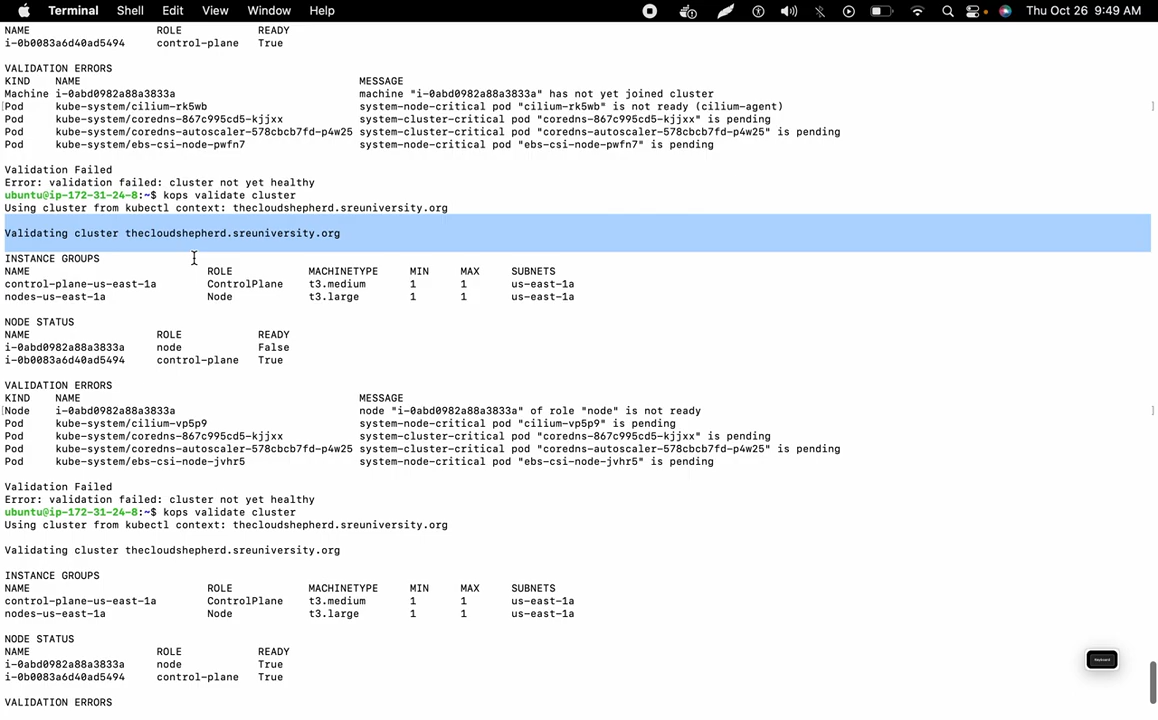 Terminal Shell Edit View Window Help Thu Oct 26 9:49 AM
NAME ROLE READY
i-0b0083a6d40ad5494 control-plane True
VALIDATION ERRORS
KIND NAME MESSAGE
Machine i-0abd0982a88a3833a machine "i-0abd0982a88a3833a" has not yet joined cluster
Pod kube-system/cilium-rk5wb system-node-critical pod "cilium-rk5wb" is not ready (cilium-agent)
Pod kube-system/coredns-867c995cd5-kjjxx system-cluster-critical pod "coredns-867c995cd5-kjjxx" is pending
Pod kube-system/coredns-autoscaler-578cbcb7fd-p4w25 system-cluster-critical pod "coredns-autoscaler-578cbcb7fd-p4w25" is pending
Pod kube-system/ebs-csi-node-pwfn7 system-node-critical pod "ebs-csi-node-pwfn7" is pending
Validation Failed
Error: validation failed: cluster not yet healthy
ubuntu@ip-172-31-24-8:~$ kops validate cluster
Using cluster from kubectl context: thecloudshepherd.sreuniversity.org
Validating cluster thecloudshepherd.sreuniversity.org
INSTANCE GROUPS
NAME ROLE MACHINETYPE MIN MAX SUBNETS
control-plane-us-east-1a ControlPlane t3.medium 1 1 us-east-1a
nodes-us-east-1a Node t3.large 1 1 us-east-1a
NODE STATUS
NAME ROLE READY
i-0abd0982a88a3833a node False
i-0b0083a6d40ad5494 control-plane True
VALIDATION ERRORS
KIND NAME MESSAGE
Node i-0abd0982a88a3833a node "i-0abd0982a88a3833a" of role "node" is not ready
Pod kube-system/cilium-vp5p9 system-node-critical pod "cilium-vp5p9" is pending
Pod kube-system/coredns-867c995cd5-kjjxx system-cluster-critical pod "coredns-867c995cd5-kjjxx" is pending
Pod kube-system/coredns-autoscaler-578cbcb7fd-p4w25 system-cluster-critical pod "coredns-autoscaler-578cbcb7fd-p4w25" is pending
Pod kube-system/ebs-csi-node-jvhr5 system-node-critical pod "ebs-csi-node-jvhr5" is pending
Validation Failed
Error: validation failed: cluster not yet healthy
ubuntu@ip-172-31-24-8:~$ kops validate cluster
Using cluster from kubectl context: thecloudshepherd.sreuniversity.org
Validating cluster thecloudshepherd.sreuniversity.org
INSTANCE GROUPS
NAME ROLE MACHINETYPE MIN MAX SUBNETS
control-plane-us-east-1a ControlPlane t3.medium 1 1 us-east-1a
nodes-us-east-1a Node t3.large 1 1 us-east-1a
NODE STATUS
NAME ROLE READY
i-0abd0982a88a3833a node True
i-0b0083a6d40ad5494 control-plane True
VALIDATION ERRORS
Keyboard